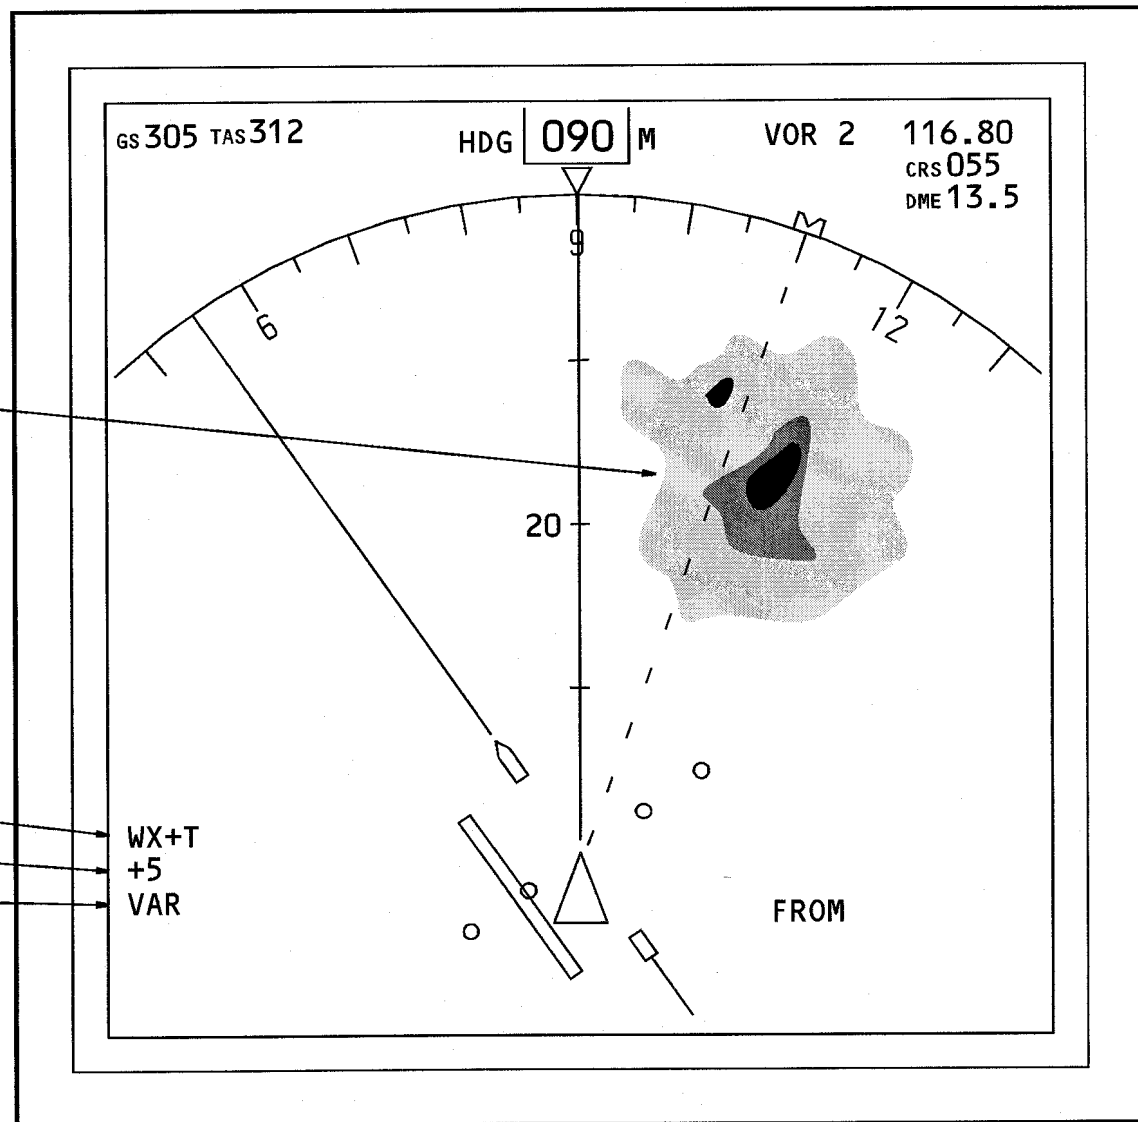 GS 305 TAS 312
HDG 090 M
VOR 2 116.80
CRS 055
DME 13.5
9
6
12
20
WX+T
+5
VAR
FROM